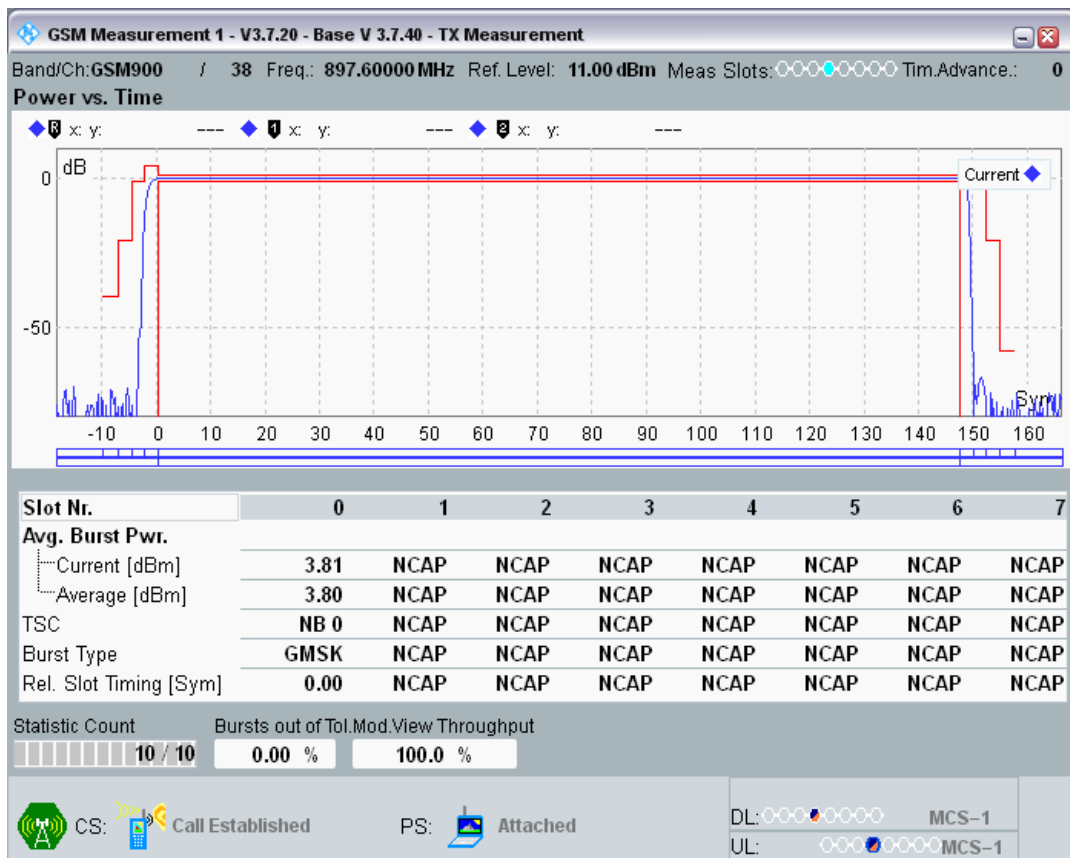 GSM Measurement 1 - V3.7.20 - Base V 3.7.40 - TX Measurement
Band/Ch:GSM900 / 38 Freq.: 897.60000 MHz Ref. Level: 11.00 dBm Meas Slots: Tim.Advance.: 0
Power vs. Time
R x: y: --- 1 x: y: --- 2 x: y: ---
dB
0
Current
-50
Sym
-10 0 10 20 30 40 50 60 70 80 90 100 110 120 130 140 150 160
Slot Nr. 0 1 2 3 4 5 6 7
Avg. Burst Pwr.
Current [dBm] 3.81 NCAP NCAP NCAP NCAP NCAP NCAP NCAP
Average [dBm] 3.80 NCAP NCAP NCAP NCAP NCAP NCAP NCAP
TSC NB 0 NCAP NCAP NCAP NCAP NCAP NCAP NCAP
Burst Type GMSK NCAP NCAP NCAP NCAP NCAP NCAP NCAP
Rel. Slot Timing [Sym] 0.00 NCAP NCAP NCAP NCAP NCAP NCAP NCAP
Statistic Count Bursts out of Tol.Mod.View Throughput
10 / 10 0.00 % 100.0 %
CS: Call Established PS: Attached
DL: MCS-1
UL: MCS-1